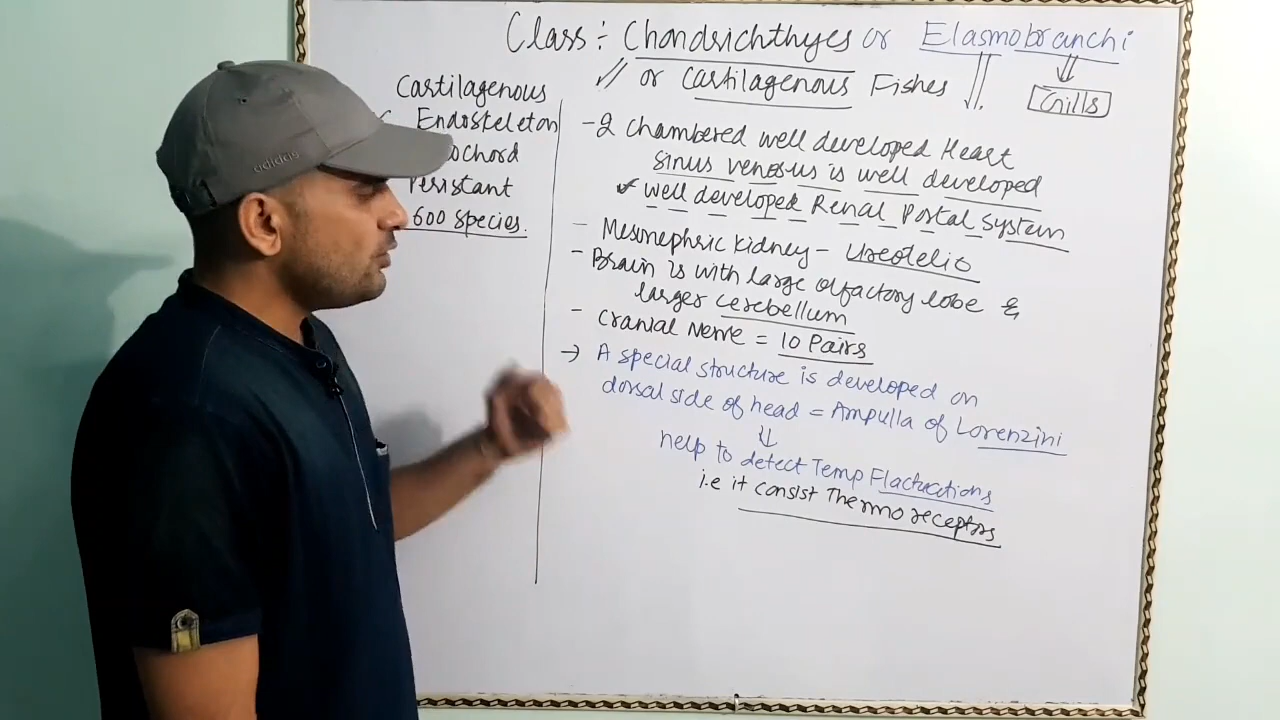 Class: Chondrichthyes or Elasmobranchi
or Cartilagenous Fishes
Gills
Cartilagenous
Endoskeleton
ochord
600 species.
-2 chambered well developed Heart
sinus venosus is well developed
✓ well developed Renal Portal System
- Mesonephric kidney - Ureotelic
- Brain is with large olfactory lobe &
larger cerebellum
- Cranial Nerve = 10 Pairs
→ A special structure is developed on
dorsal side of head = Ampulla of Lorenzini
help to detect Temp Flactuations
i.e it consist Thermoreceptors
adidas